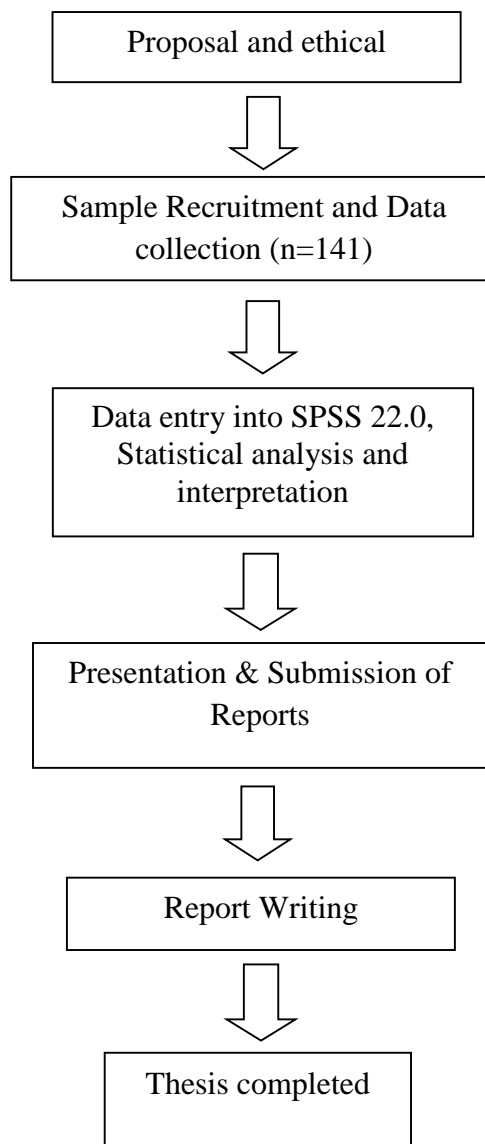 Proposal and ethical
Sample Recruitment and Data
collection (n=141)
Data entry into SPSS 22.0,
Statistical analysis and
interpretation
Presentation & Submission of
Reports
Report Writing
Thesis completed